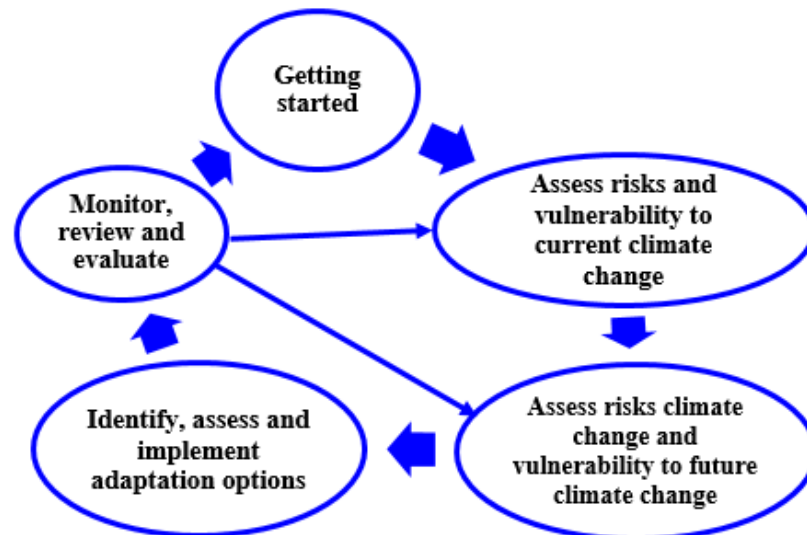 Getting
started
Assess risks and
vulnerability to
current climate
change
Assess risks climate
change and
vulnerability to future
climate change
Identify, assess and
implement
adaptation options
Monitor,
review and
evaluate